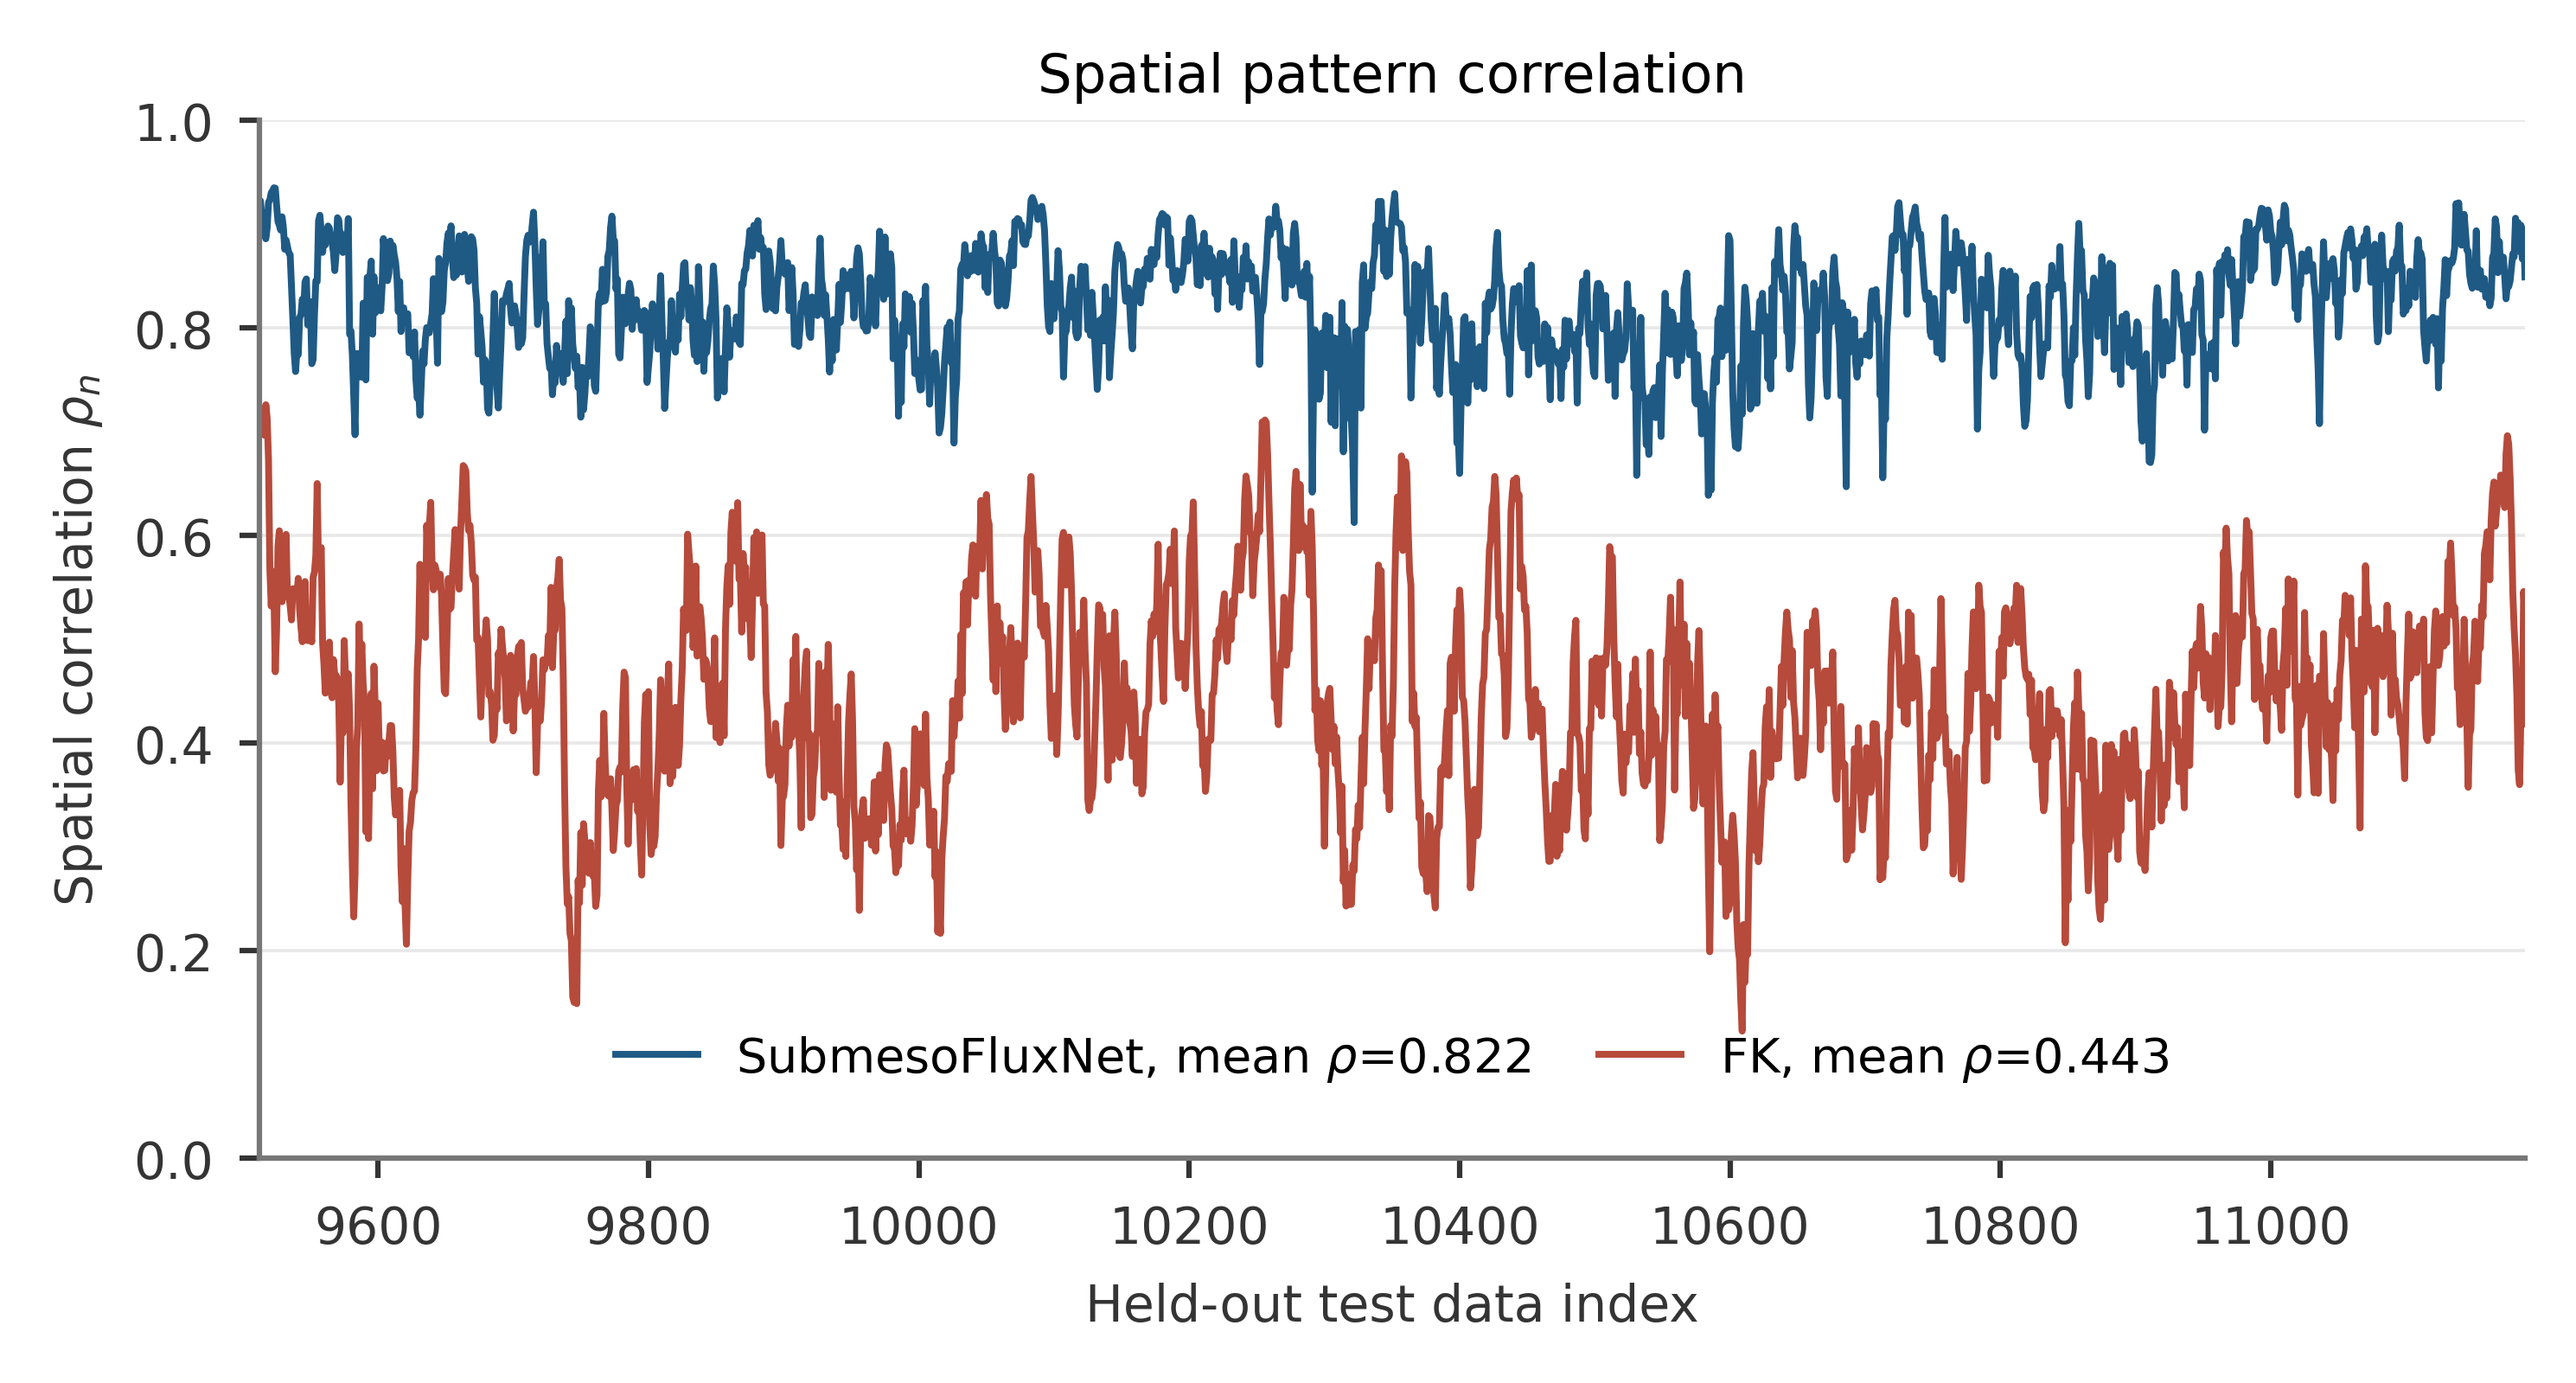 Spatial pattern correlation
1.0
0.8
0.6
0.4
0.2
0.0
Spatial correlation ρₙ
SubmesoFluxNet, mean ρ=0.822
FK, mean ρ=0.443
9600 9800 10000 10200 10400 10600 10800 11000
Held-out test data index